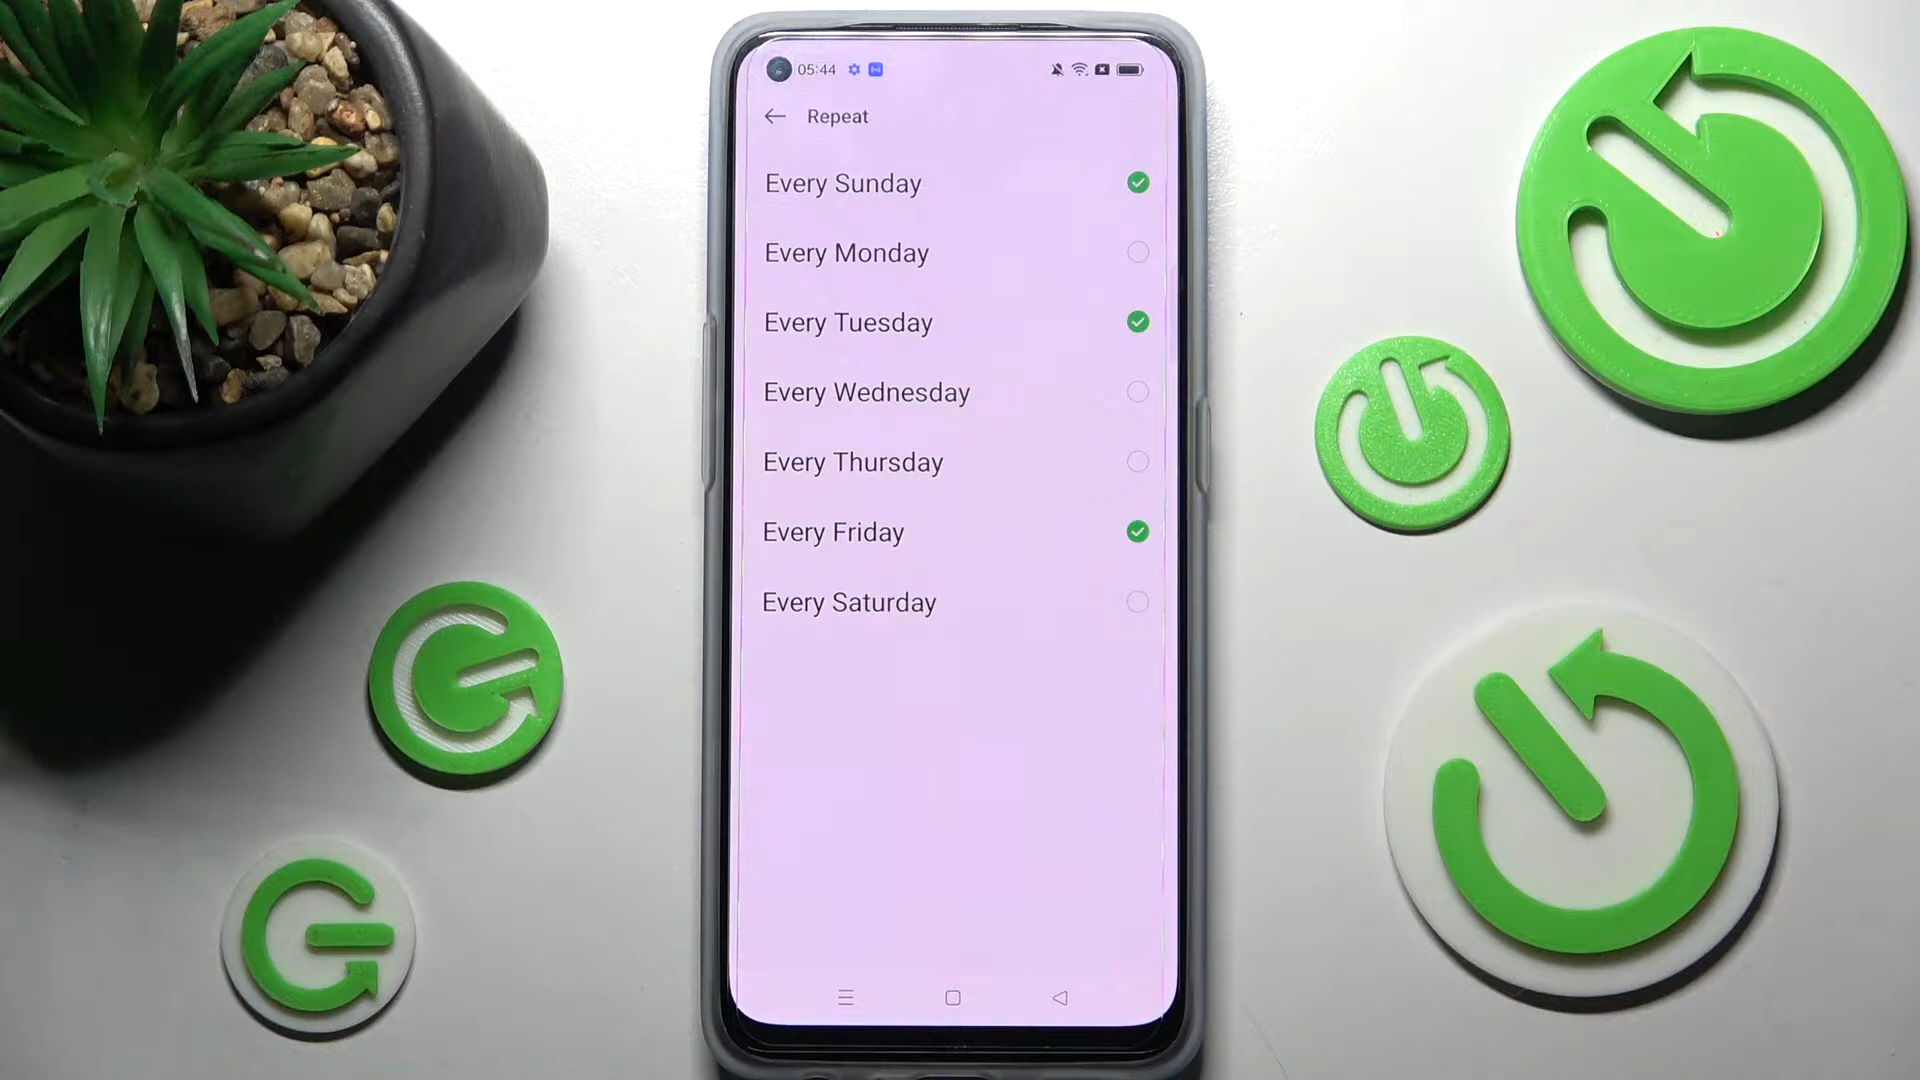 05:44
Repeat
Every Sunday
Every Monday
Every Tuesday
Every Wednesday
Every Thursday
Every Friday
Every Saturday